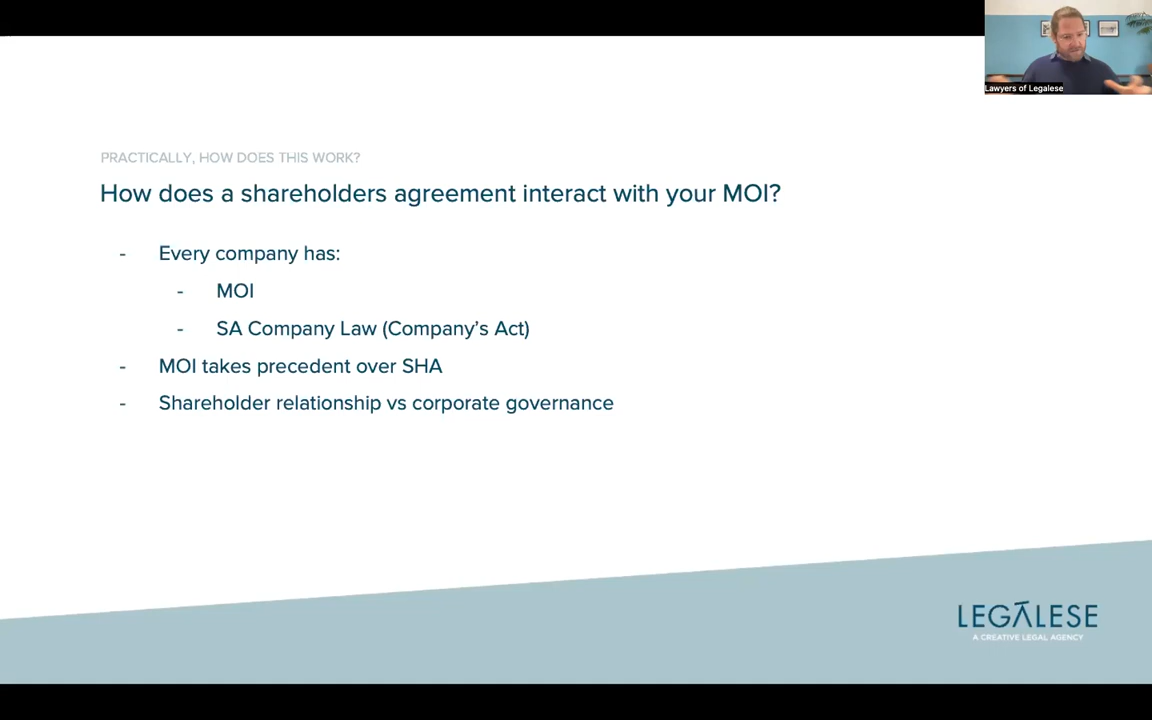 Lawyers of Legalese
PRACTICALLY, HOW DOES THIS WORK?
How does a shareholders agreement interact with your MOI?
- Every company has:
- MOI
- SA Company Law (Company's Act)
- MOI takes precedent over SHA
- Shareholder relationship vs corporate governance
LEGALESE
A CREATIVE LEGAL AGENCY